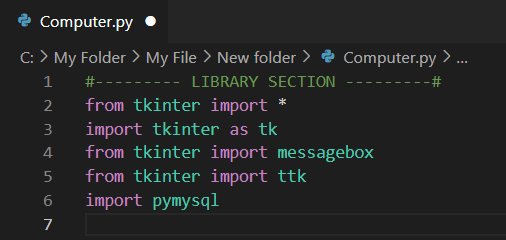 Computer.py
C: > My Folder > My File > New folder > Computer.py > ...
1 #--------- LIBRARY SECTION ---------#
2 from tkinter import *
3 import tkinter as tk
4 from tkinter import messagebox
5 from tkinter import ttk
6 import pymysql
7